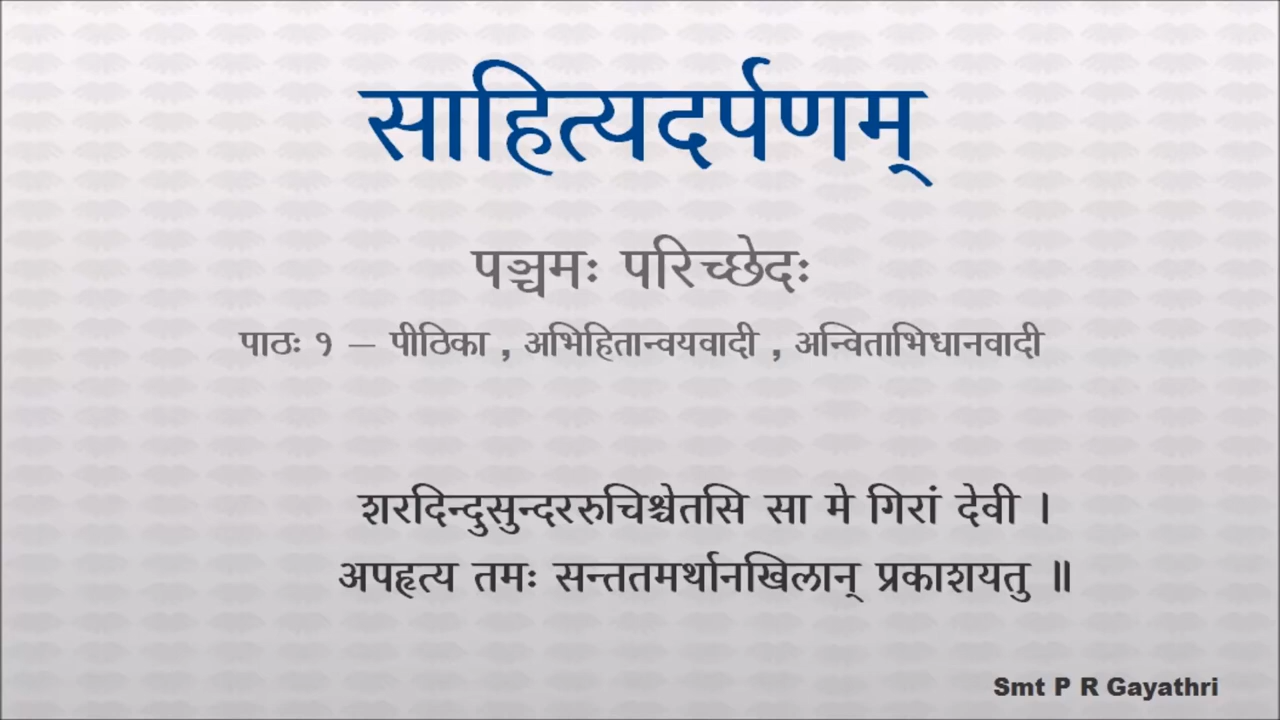 साहित्यदर्पणम्
पञ्चमः परिच्छेदः
पाठः १ – पीठिका , अभिहितान्वयवादी , अन्विताभिधानवादी
शरदिन्दुसुन्दररुचिश्चेतसि सा मे गिरां देवी ।
अपहृत्य तमः सन्ततमर्थानखिलान् प्रकाशयतु ॥
Smt P R Gayathri